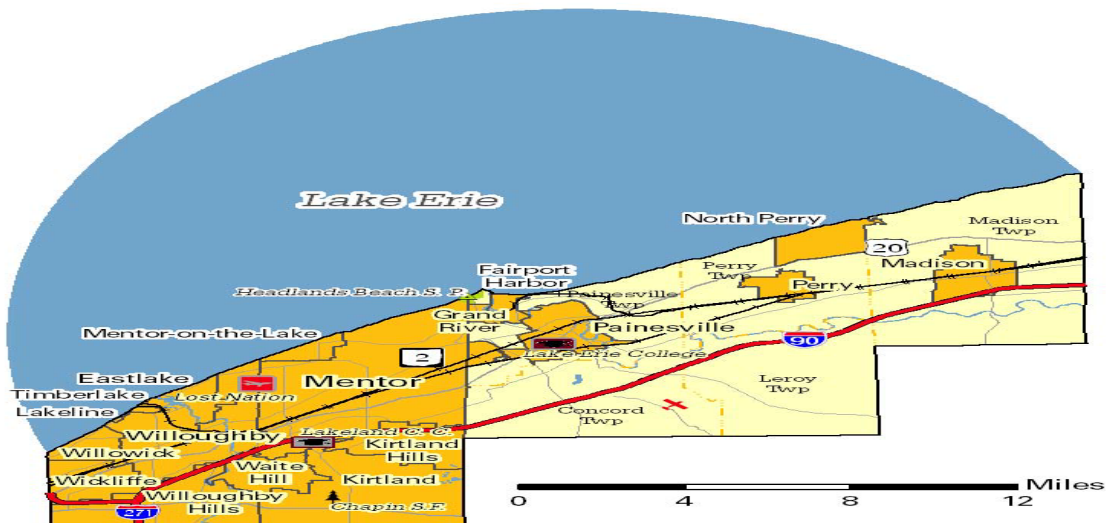 Lake Erie
North Perry
Madison
Twp
20
Fairport
Harbor
Perry
Twp
Madison
Headlands Beach S. P.
Painesville
Twp
Perry
Grand
River
Mentor-on-the-Lake
Painesville
2
90
Lake Erie College
Eastlake
Mentor
Timberlake
Lost Nation
Leroy
Twp
Lakeline
Concord
Twp
Willoughby
Lakeland C. C.
Willowick
Kirtland
Hills
Waite
Hill
Wickliffe
Kirtland
Willoughby
Hills
Chapin S.F.
271
0 4 8 12 Miles